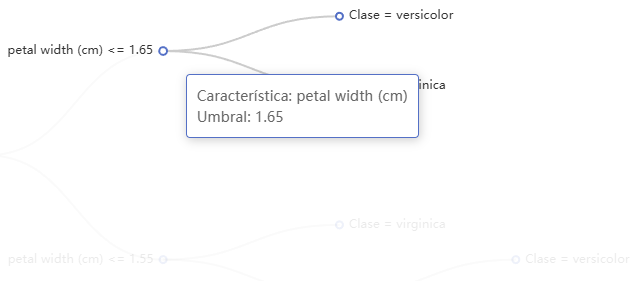 Clase = versicolor
petal width (cm) <= 1.65
inica
Característica: petal width (cm)
Umbral: 1.65
Clase = virginica
petal width (cm) <= 1.55
Clase = versicolor